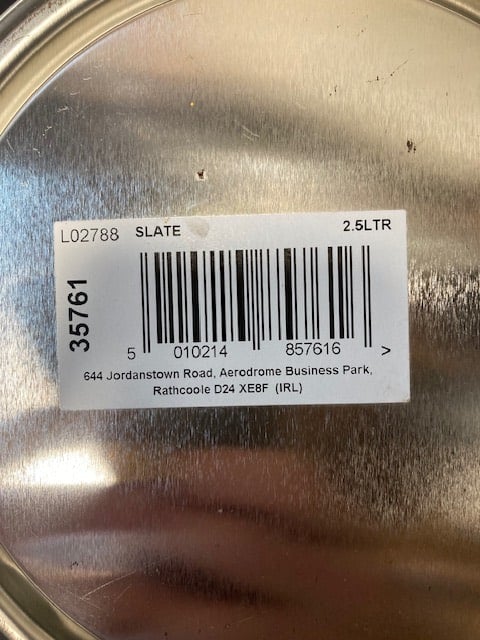 L02788 SLATE 2.5LTR
35761
5 010214 857616 >
644 Jordanstown Road, Aerodrome Business Park,
Rathcoole D24 XE8F (IRL)